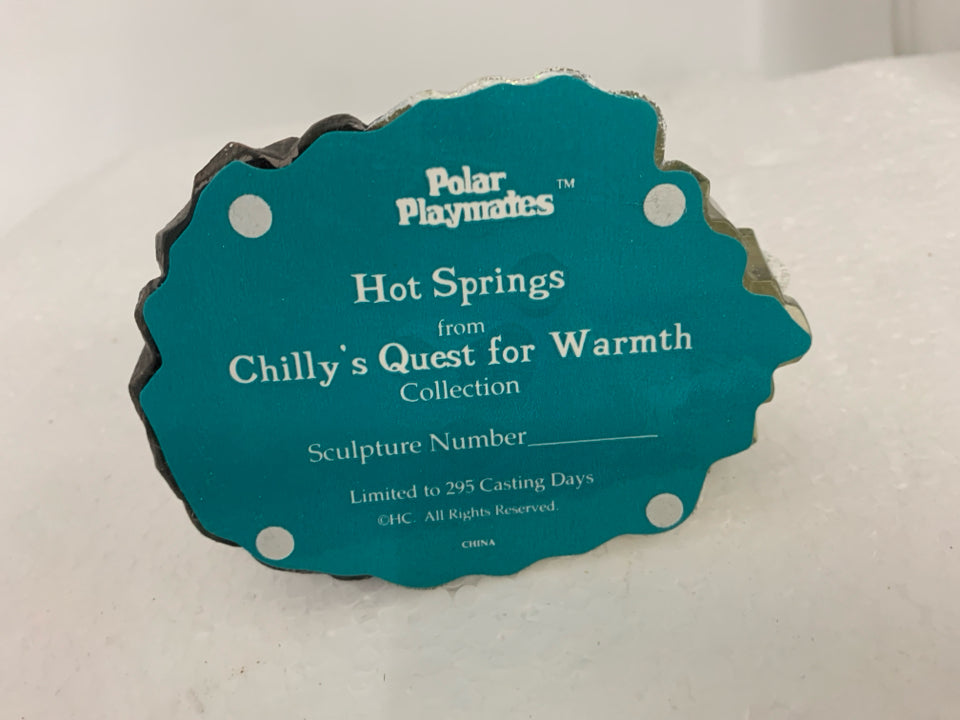 Polar
Playmates™
Hot Springs
from
Chilly's Quest for Warmth
Collection
Sculpture Number__________
Limited to 295 Casting Days
©HC. All Rights Reserved.
CHINA